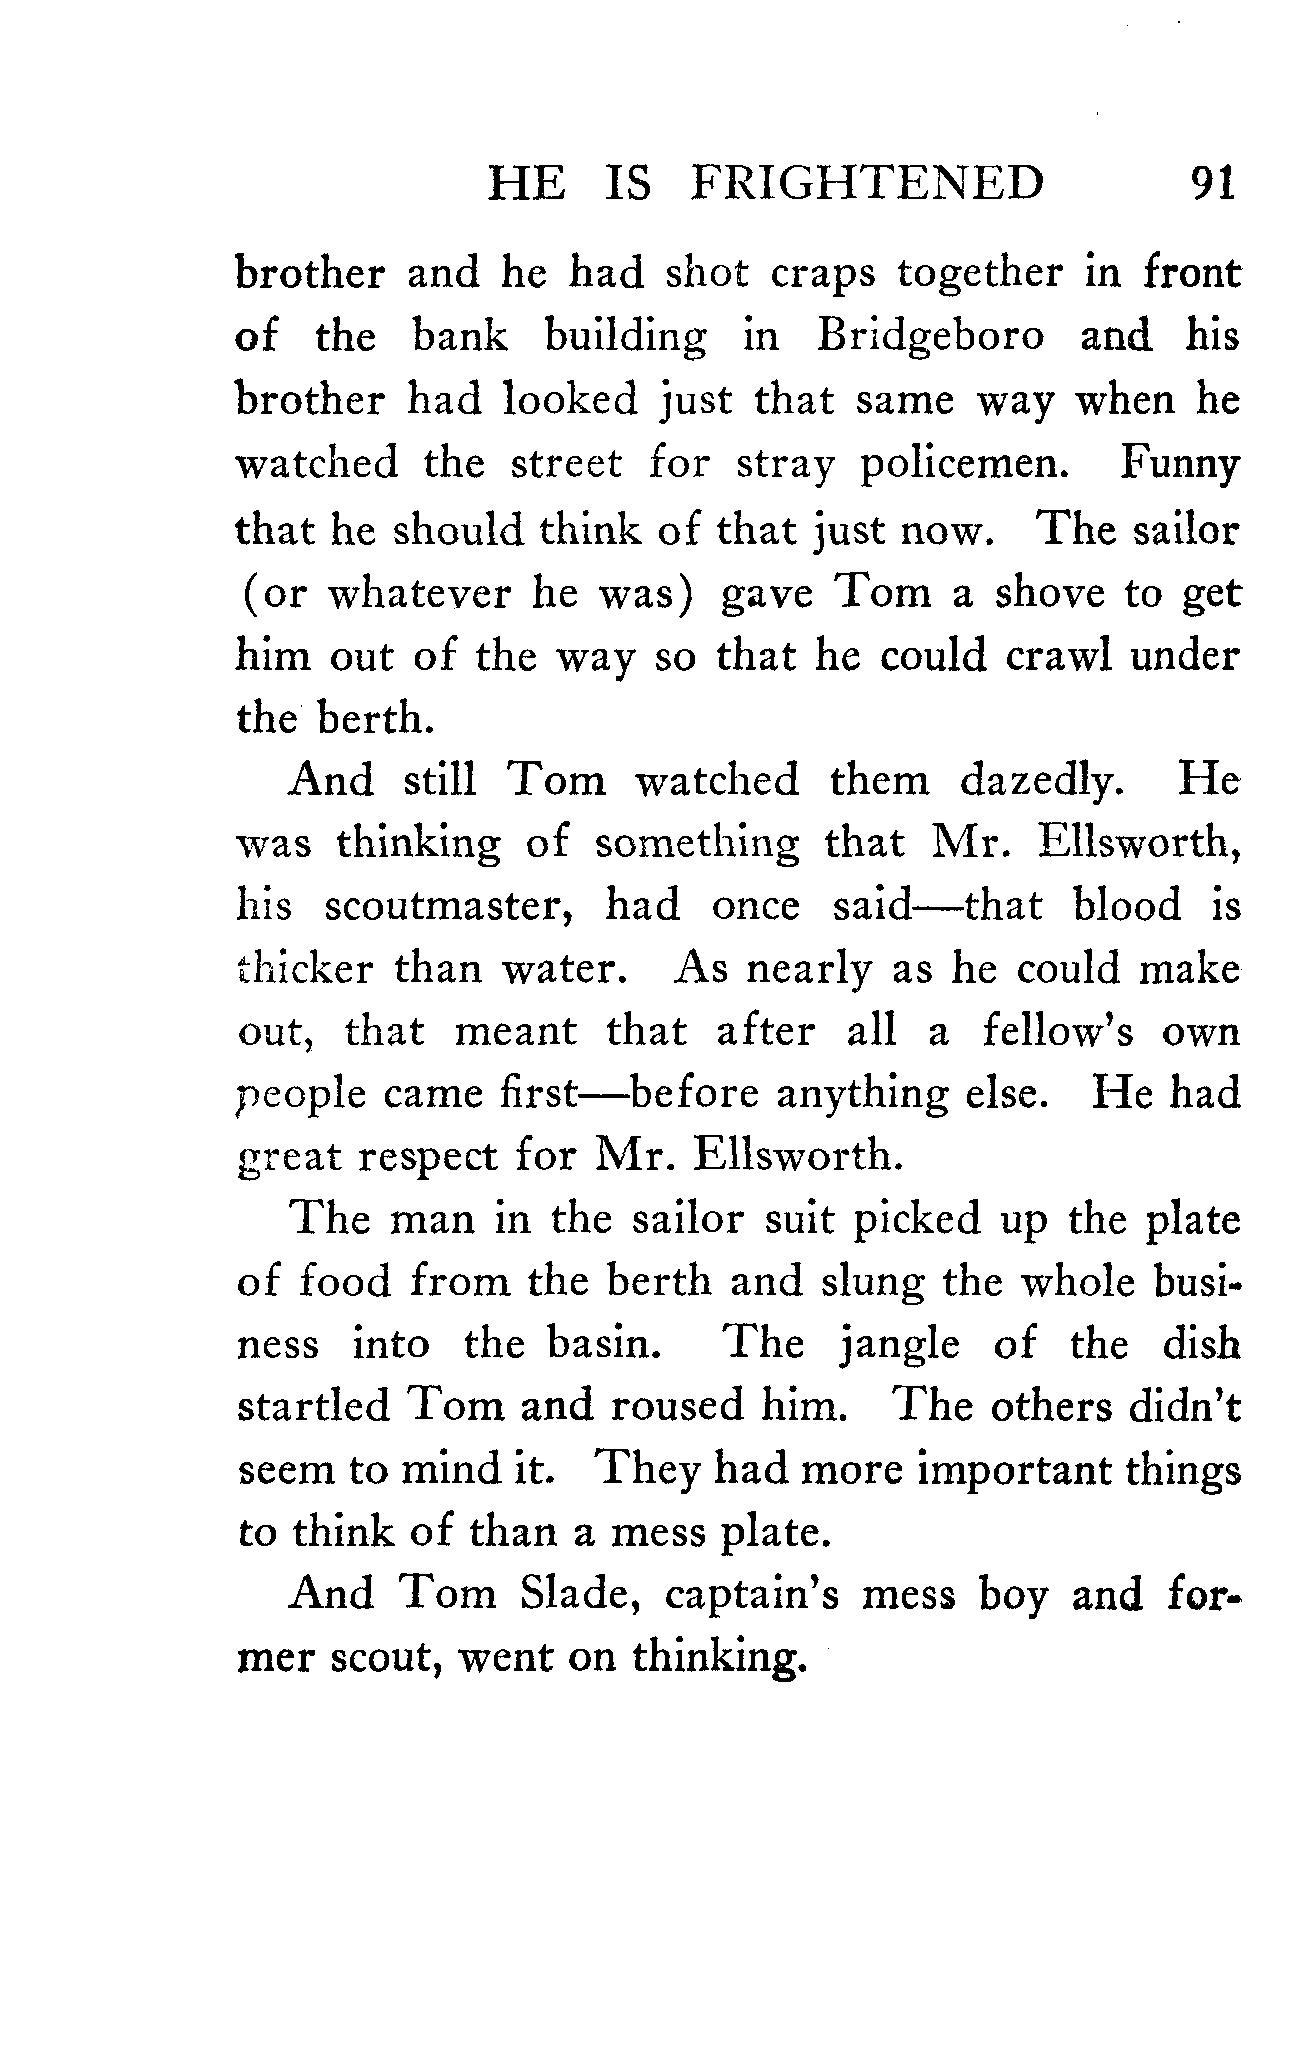 HE IS FRIGHTENED 91
brother and he had shot craps together in front
of the bank building in Bridgeboro and his
brother had looked just that same way when he
watched the street for stray policemen. Funny
that he should think of that just now. The sailor
(or whatever he was) gave Tom a shove to get
him out of the way so that he could crawl under
the berth.
And still Tom watched them dazedly. He
was thinking of something that Mr. Ellsworth,
his scoutmaster, had once said—that blood is
thicker than water. As nearly as he could make
out, that meant that after all a fellow's own
people came first—before anything else. He had
great respect for Mr. Ellsworth.
The man in the sailor suit picked up the plate
of food from the berth and slung the whole busi-
ness into the basin. The jangle of the dish
startled Tom and roused him. The others didn't
seem to mind it. They had more important things
to think of than a mess plate.
And Tom Slade, captain's mess boy and for-
mer scout, went on thinking.